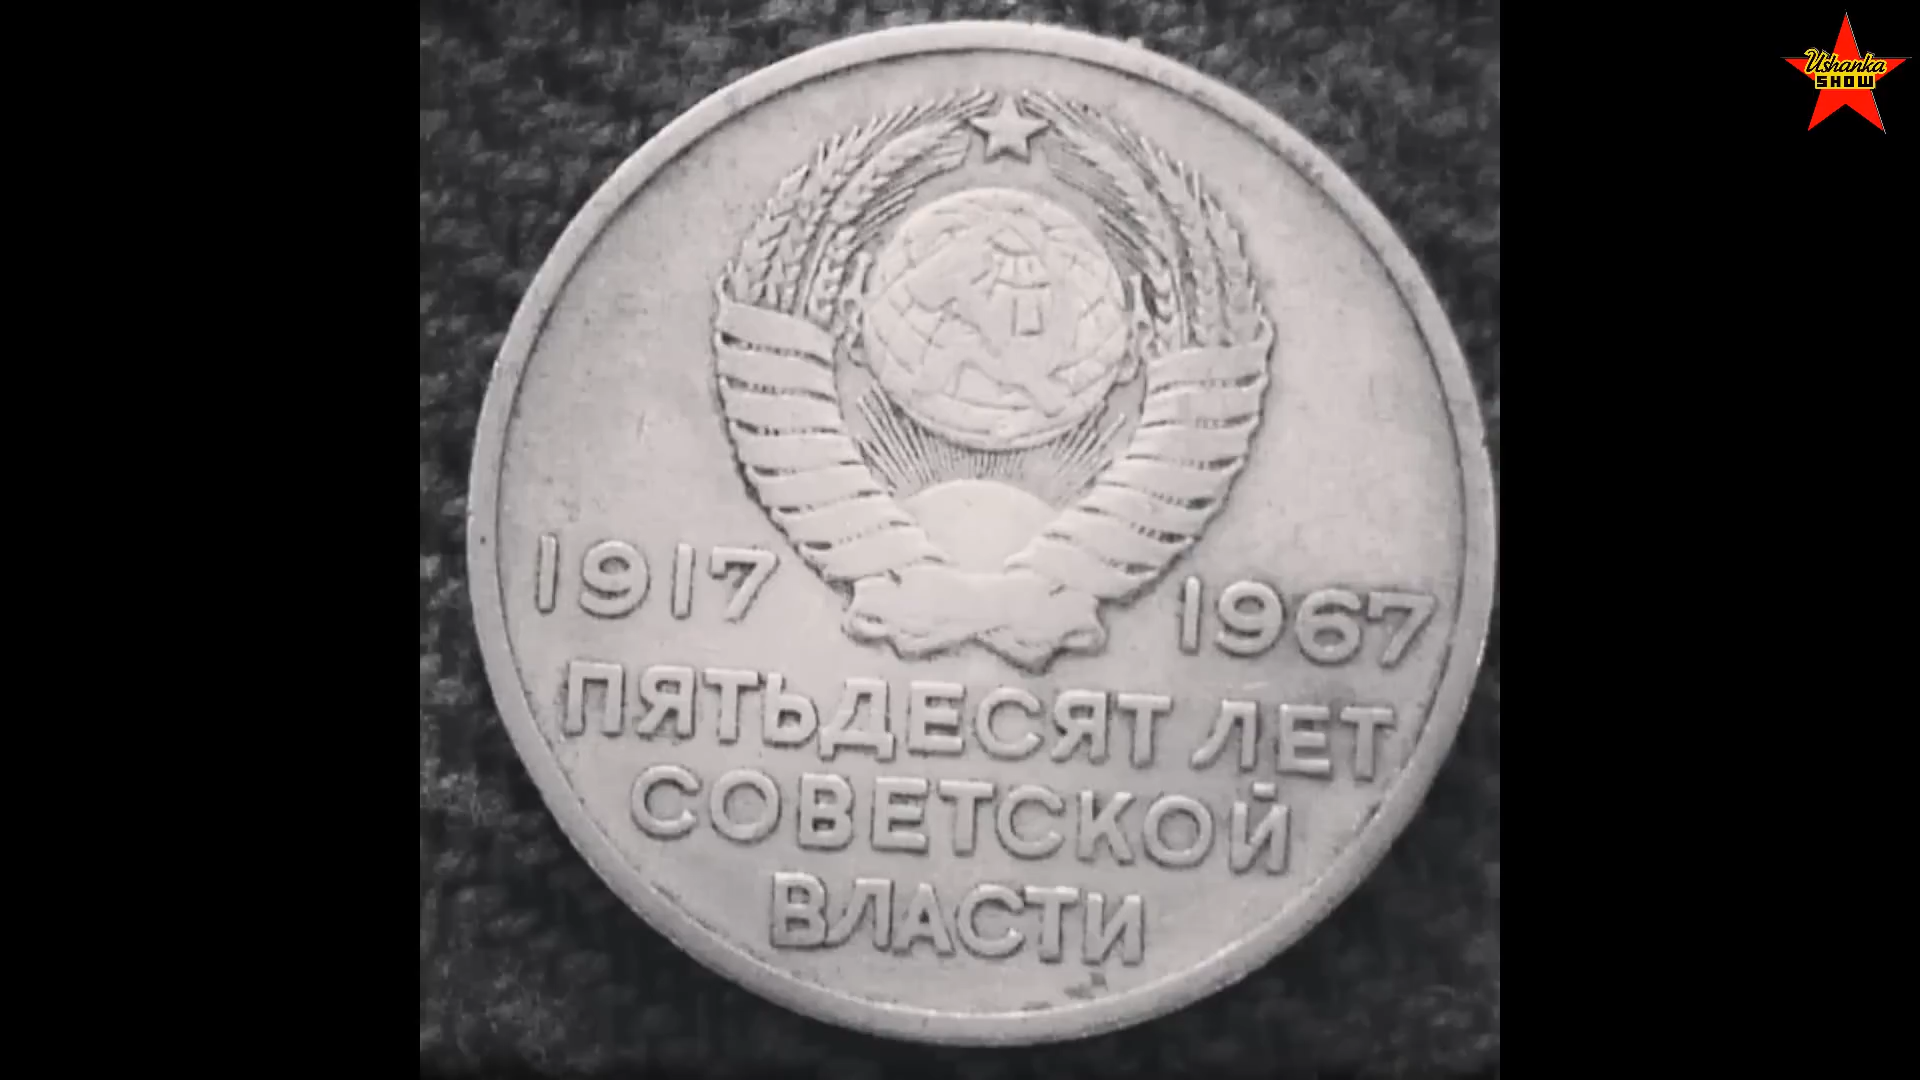 Ushanka
SHOW
1917 1967
ПЯТЬДЕСЯТ ЛЕТ
СОВЕТСКОЙ
ВЛАСТИ